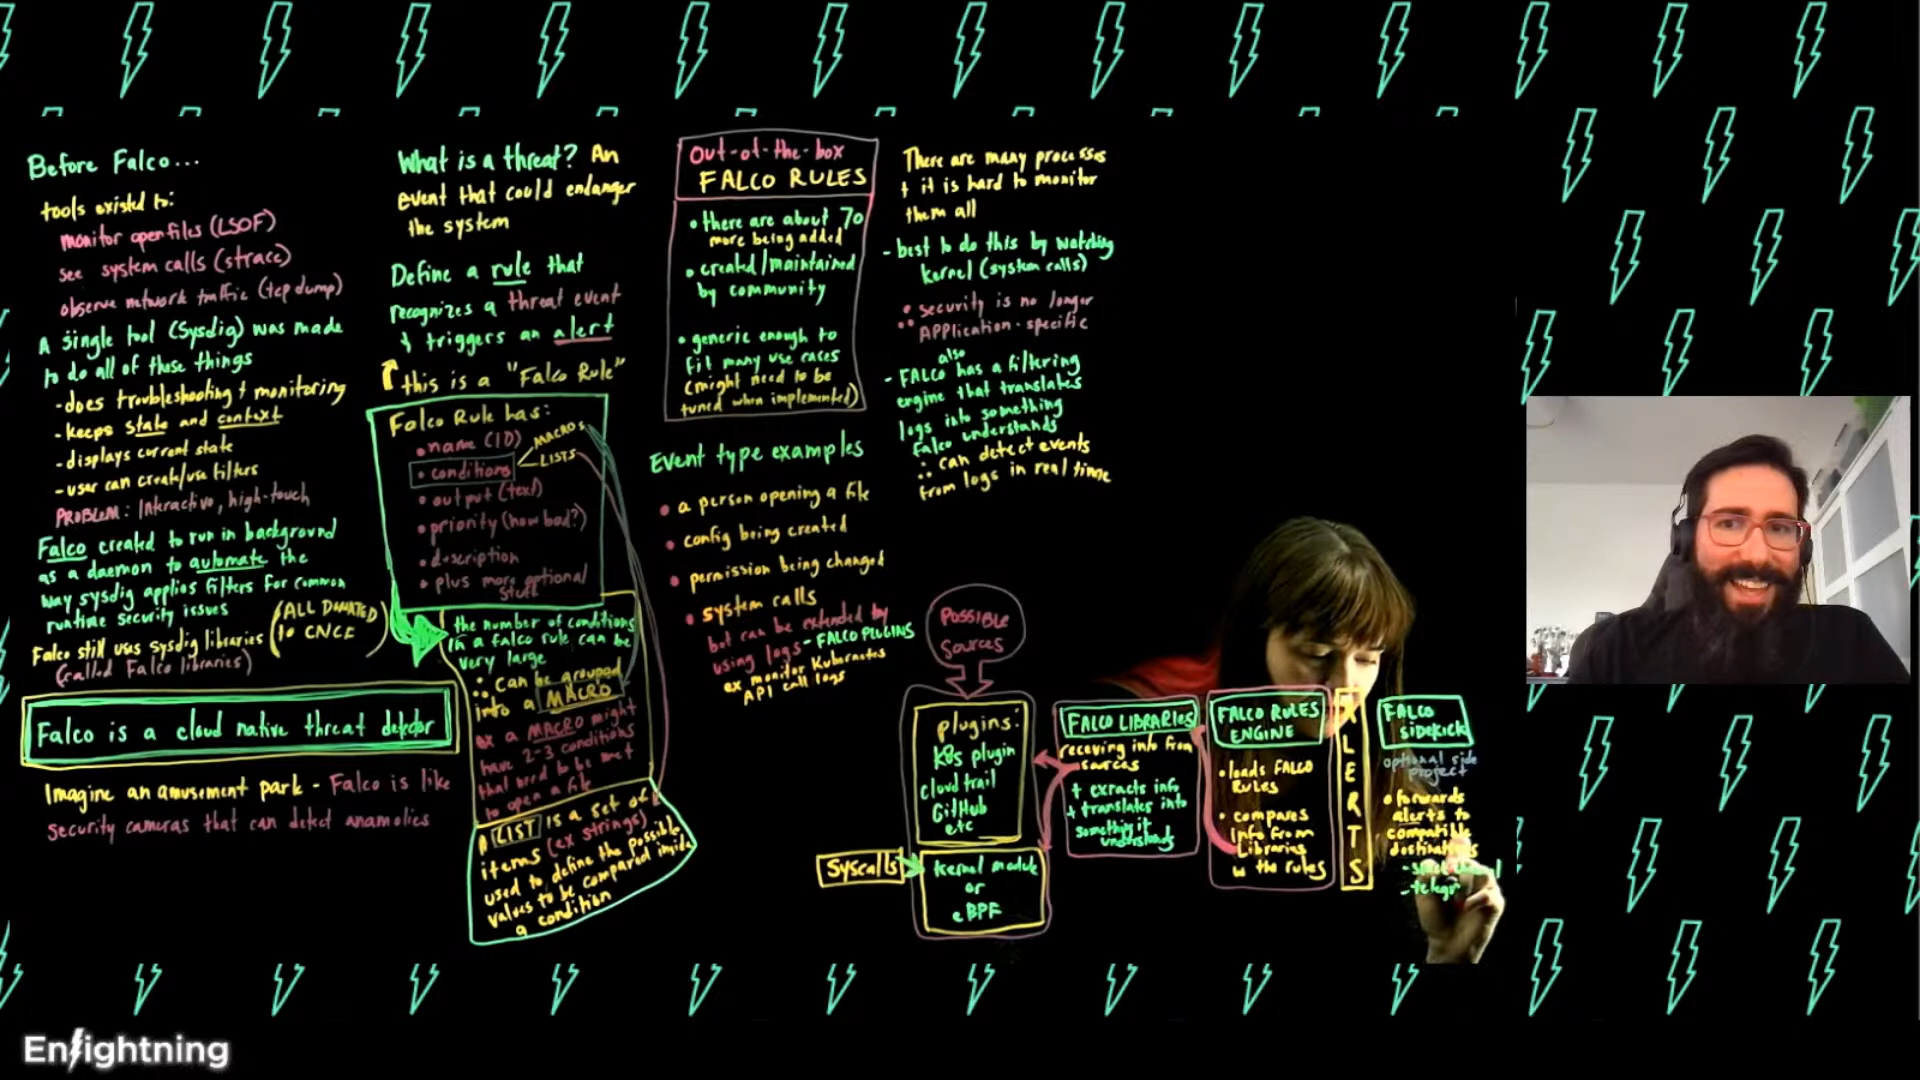 Before Falco...
tools existed to:
monitor open files (LSOF)
see system calls (strace)
observe network traffic (tcpdump)
A single tool (Sysdig) was made
to do all of these things
- does troubleshooting + monitoring
- keeps state and context
- displays current state
- user can create/use filters
PROBLEM: Interactive, high-touch
Falco created to run in background
as a daemon to automate the
way sysdig applies filters for common
runtime security issues
(ALL DONATED
to CNCF)
Falco still uses sysdig libraries
(called Falco libraries)
Falco is a cloud native threat detector
Imagine an amusement park - Falco is like
security cameras that can detect anamolies
What is a threat? An
event that could endanger
the system
Define a rule that
recognizes a threat event
+ triggers an alert
this is a "Falco Rule"
Falco Rule has:
• name (ID)
• conditions
MACROS
LISTS
• output (text)
• priority (how bad?)
• description
• plus more optional
stuff
the number of conditions
in a falco rule can be
very large
∴ can be grouped
into a MACRO
ex a MACRO might
have 2-3 conditions
that need to be met
to open a file
A LIST is a set of
items (ex strings)
used to define the possible
values to be compared inside
a condition
Out-of-the-box
FALCO RULES
• there are about 70
more being added
• created/maintained
by community
• generic enough to
fit many use cases
(might need to be
tuned when implemented)
Event type examples
• a person opening a file
• config being created
• permission being changed
• system calls
but can be extended by
using logs - FALCO PLUGINS
ex monitor Kubernetes
API call logs
There are many processes
+ it is hard to monitor
them all
- best to do this by watching
kernel (system calls)
• security is no longer
APPlication-specific
also
- FALCO has a filtering
engine that translates
logs into something
Falco understands
∴ can detect events
from logs in real time
POSSIBLE
Sources
plugins:
k8s plugin
cloud trail
GitHub
etc
Syscalls
kernel module
or
eBPF
FALCO LIBRARIES
receving info from
sources
+ exracts info
+ translates into
something it
understands
FALCO RULES
ENGINE
• loads FALCO
RULES
• compares
info from
Libraries
w the rules
ALERTS
FALCO
SIDEKICK
optional side
project
• forwards
alerts to
compatible
destinations
- telegr
Enlightning